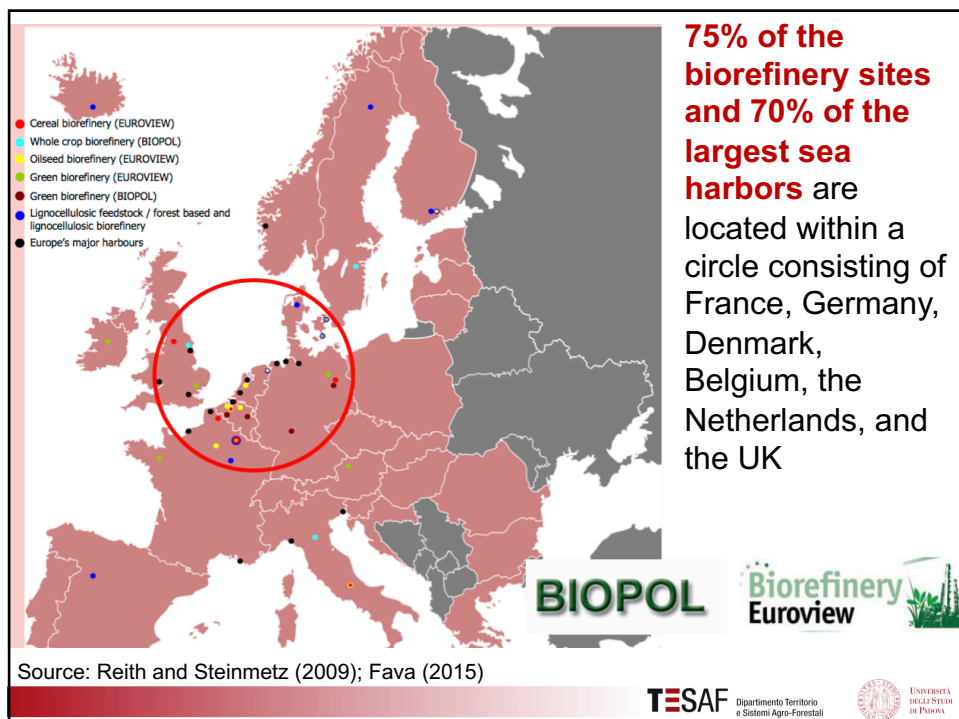 Cereal biorefinery (EUROVIEW)
Whole crop biorefinery (BIOPOL)
Oilseed biorefinery (EUROVIEW)
Green biorefinery (EUROVIEW)
Green biorefinery (BIOPOL)
Lignocellulosic feedstock / forest based and
lignocellulosic biorefinery
Europe's major harbours
75% of the
biorefinery sites
and 70% of the
largest sea
harbors are
located within a
circle consisting of
France, Germany,
Denmark,
Belgium, the
Netherlands, and
the UK
BIOPOL
Biorefinery
Euroview
Source: Reith and Steinmetz (2009); Fava (2015)
TESAF Dipartimento Territorio
e Sistemi Agro-Forestali
UNIVERSITÀ
DEGLI STUDI
DI PADOVA